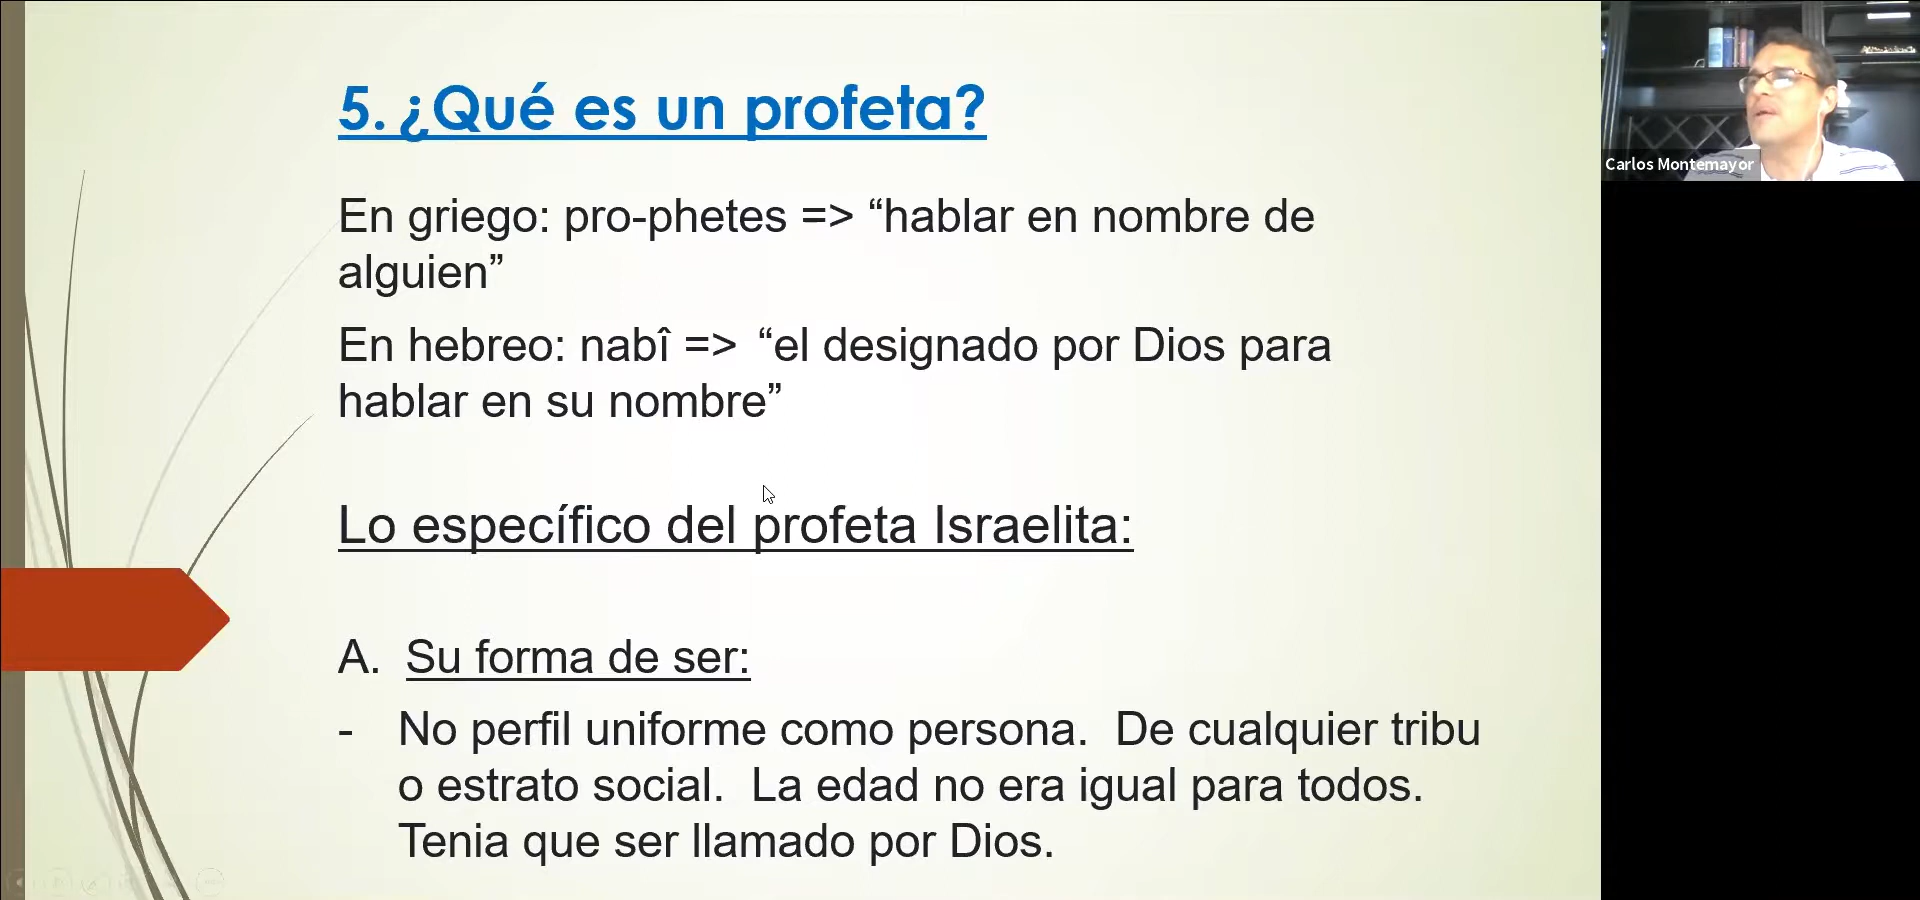 5. ¿Qué es un profeta?
En griego: pro-phetes => “hablar en nombre de
alguien”
En hebreo: nabî => “el designado por Dios para
hablar en su nombre”
Lo específico del profeta Israelita:
A. Su forma de ser:
- No perfil uniforme como persona. De cualquier tribu
o estrato social. La edad no era igual para todos.
Tenia que ser llamado por Dios.
Carlos Montemayor